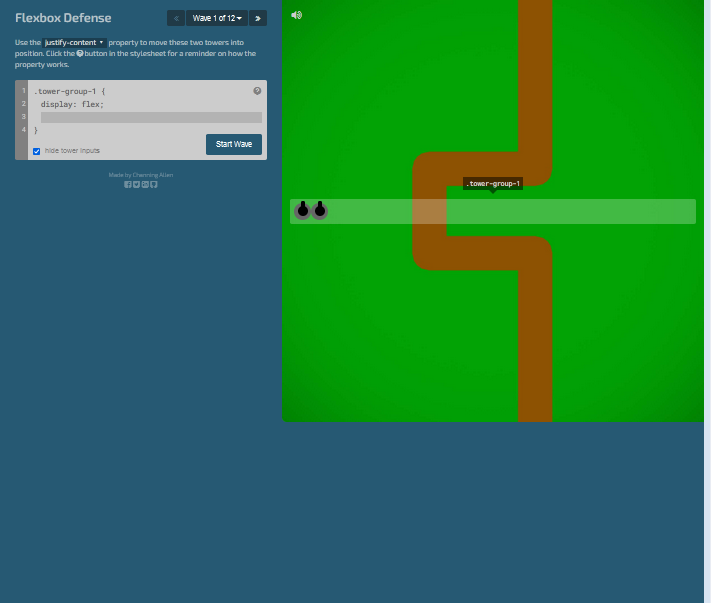 Flexbox Defense
« Wave 1 of 12 »
Use the justify-content property to move these two towers into
position. Click the ? button in the stylesheet for a reminder on how the
property works.
1 .tower-group-1 {
2 display: flex;
3
4 }
hide tower inputs
Start Wave
Made by Channing Allen
.tower-group-1